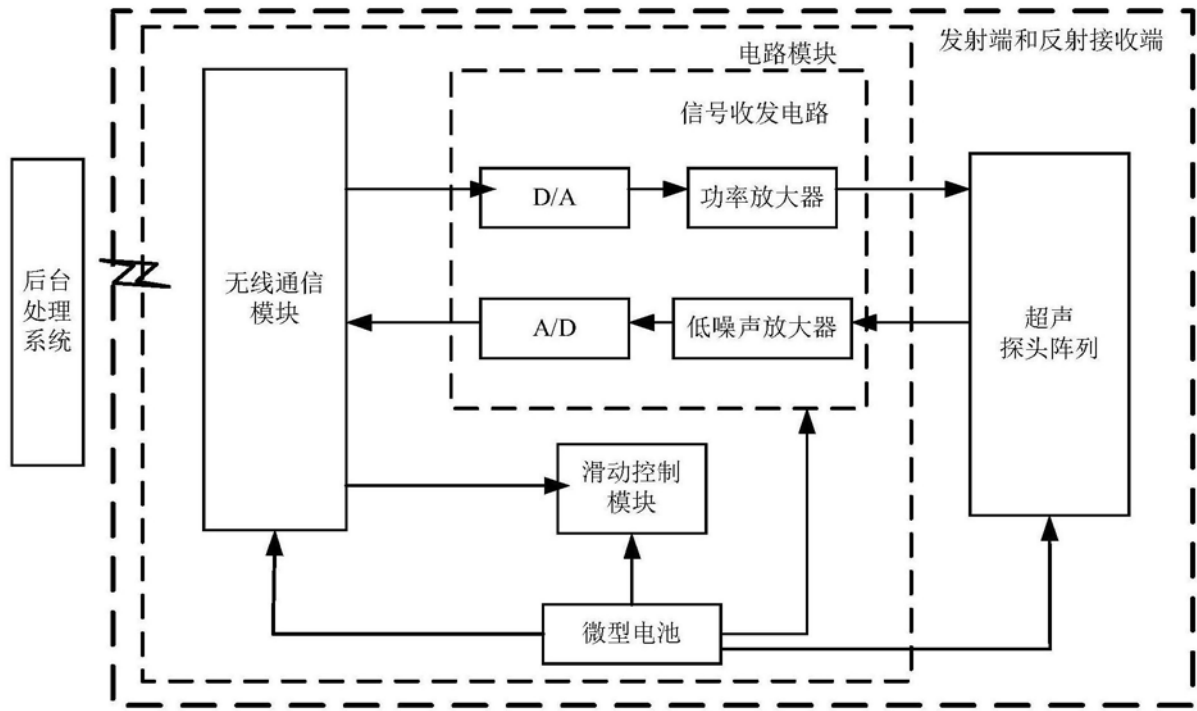 发射端和反射接收端
电路模块
信号收发电路
后台
处理
系统
无线通信
模块
D/A
功率放大器
A/D
低噪声放大器
超声
探头阵列
滑动控制
模块
微型电池